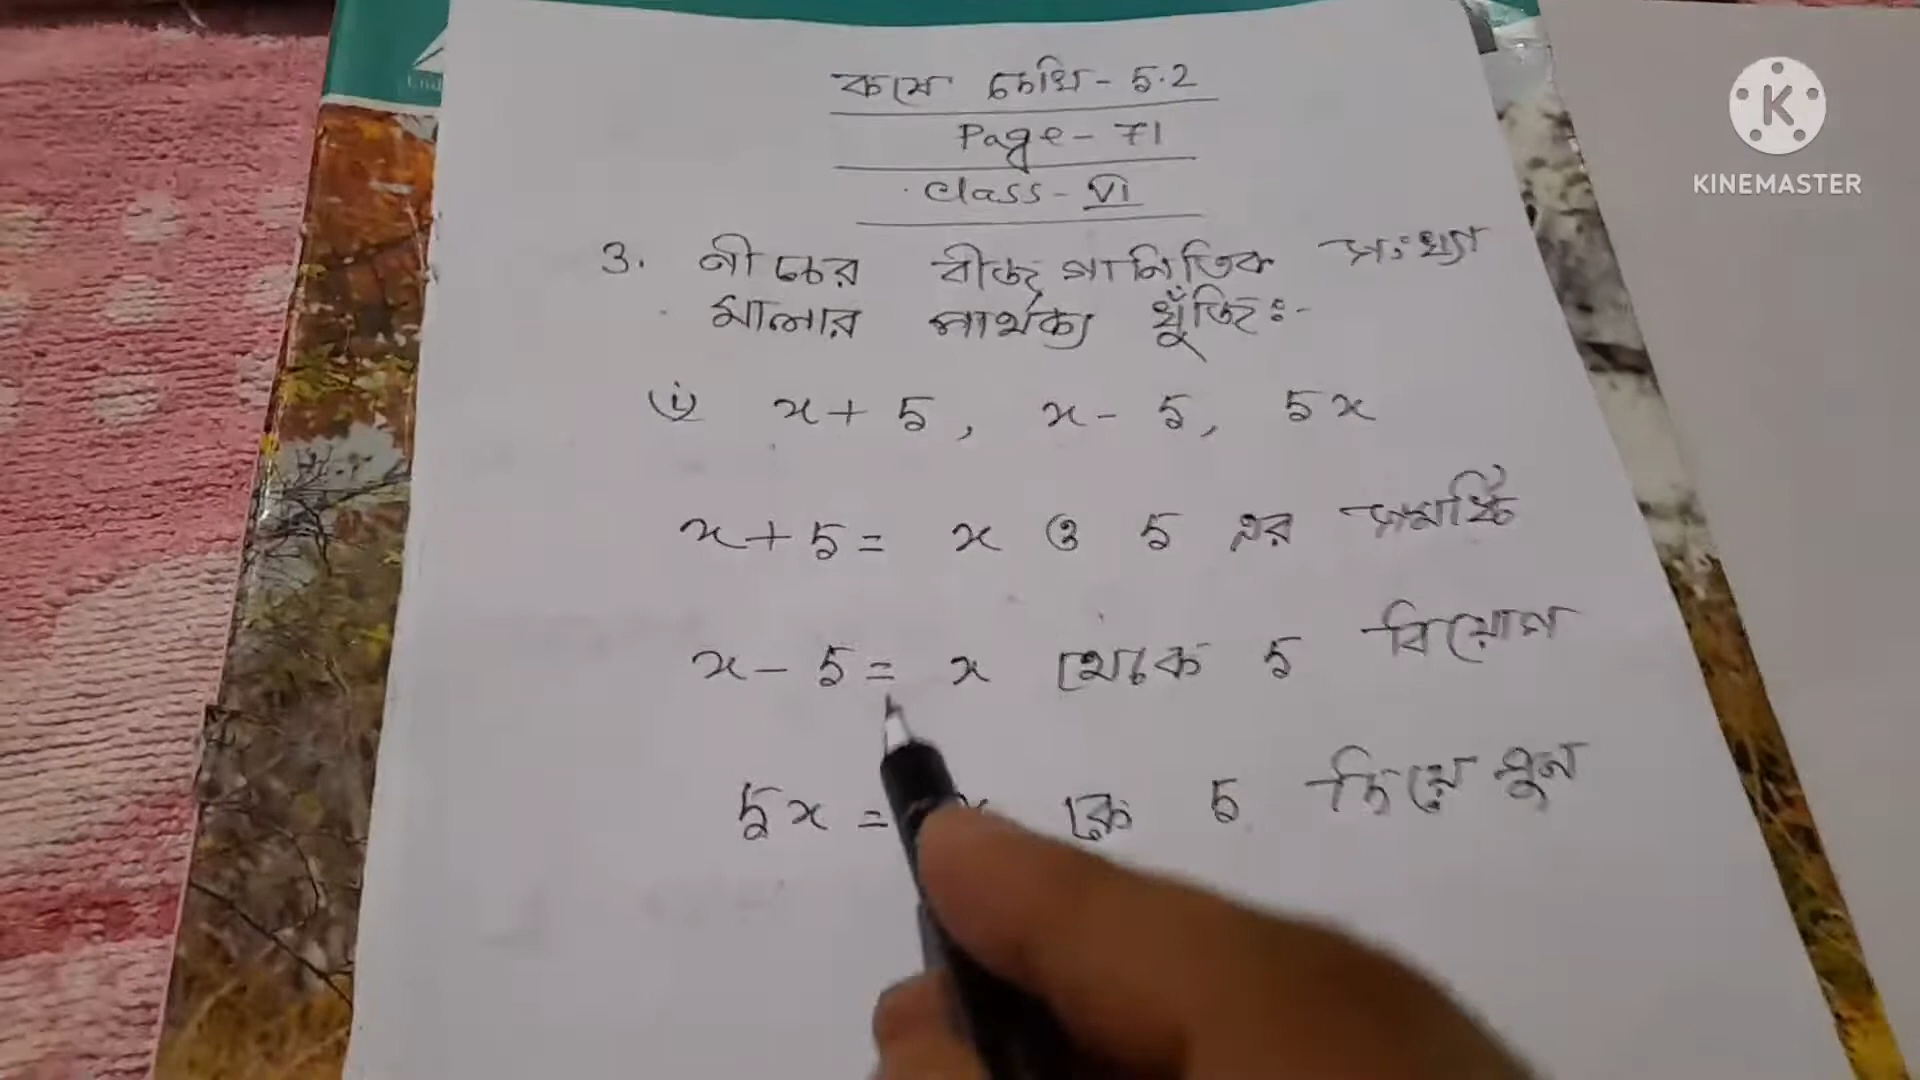 কষে দেখি - 5.2
Page - 71
Class - VI
3. নীচের বীজগানিতিক সংখ্যা
মালার পার্থক্য খুঁজি :-
(i) x + 5, x - 5, 5x
x + 5 = x ও 5 এর সমষ্টি
x - 5 = x থেকে 5 বিয়োগ
5x = x কে 5 দিয়ে গুন
K
KINEMASTER